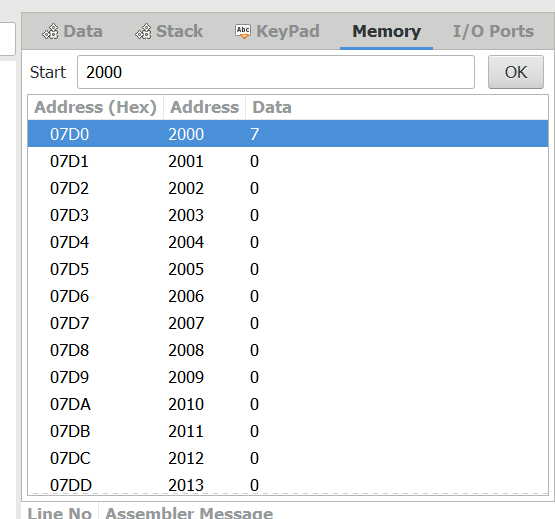 Data Stack Abc KeyPad Memory I/O Ports
Start 2000 OK
Address (Hex) Address Data
07D0 2000 7
07D1 2001 0
07D2 2002 0
07D3 2003 0
07D4 2004 0
07D5 2005 0
07D6 2006 0
07D7 2007 0
07D8 2008 0
07D9 2009 0
07DA 2010 0
07DB 2011 0
07DC 2012 0
07DD 2013 0
Line No Assembler Message